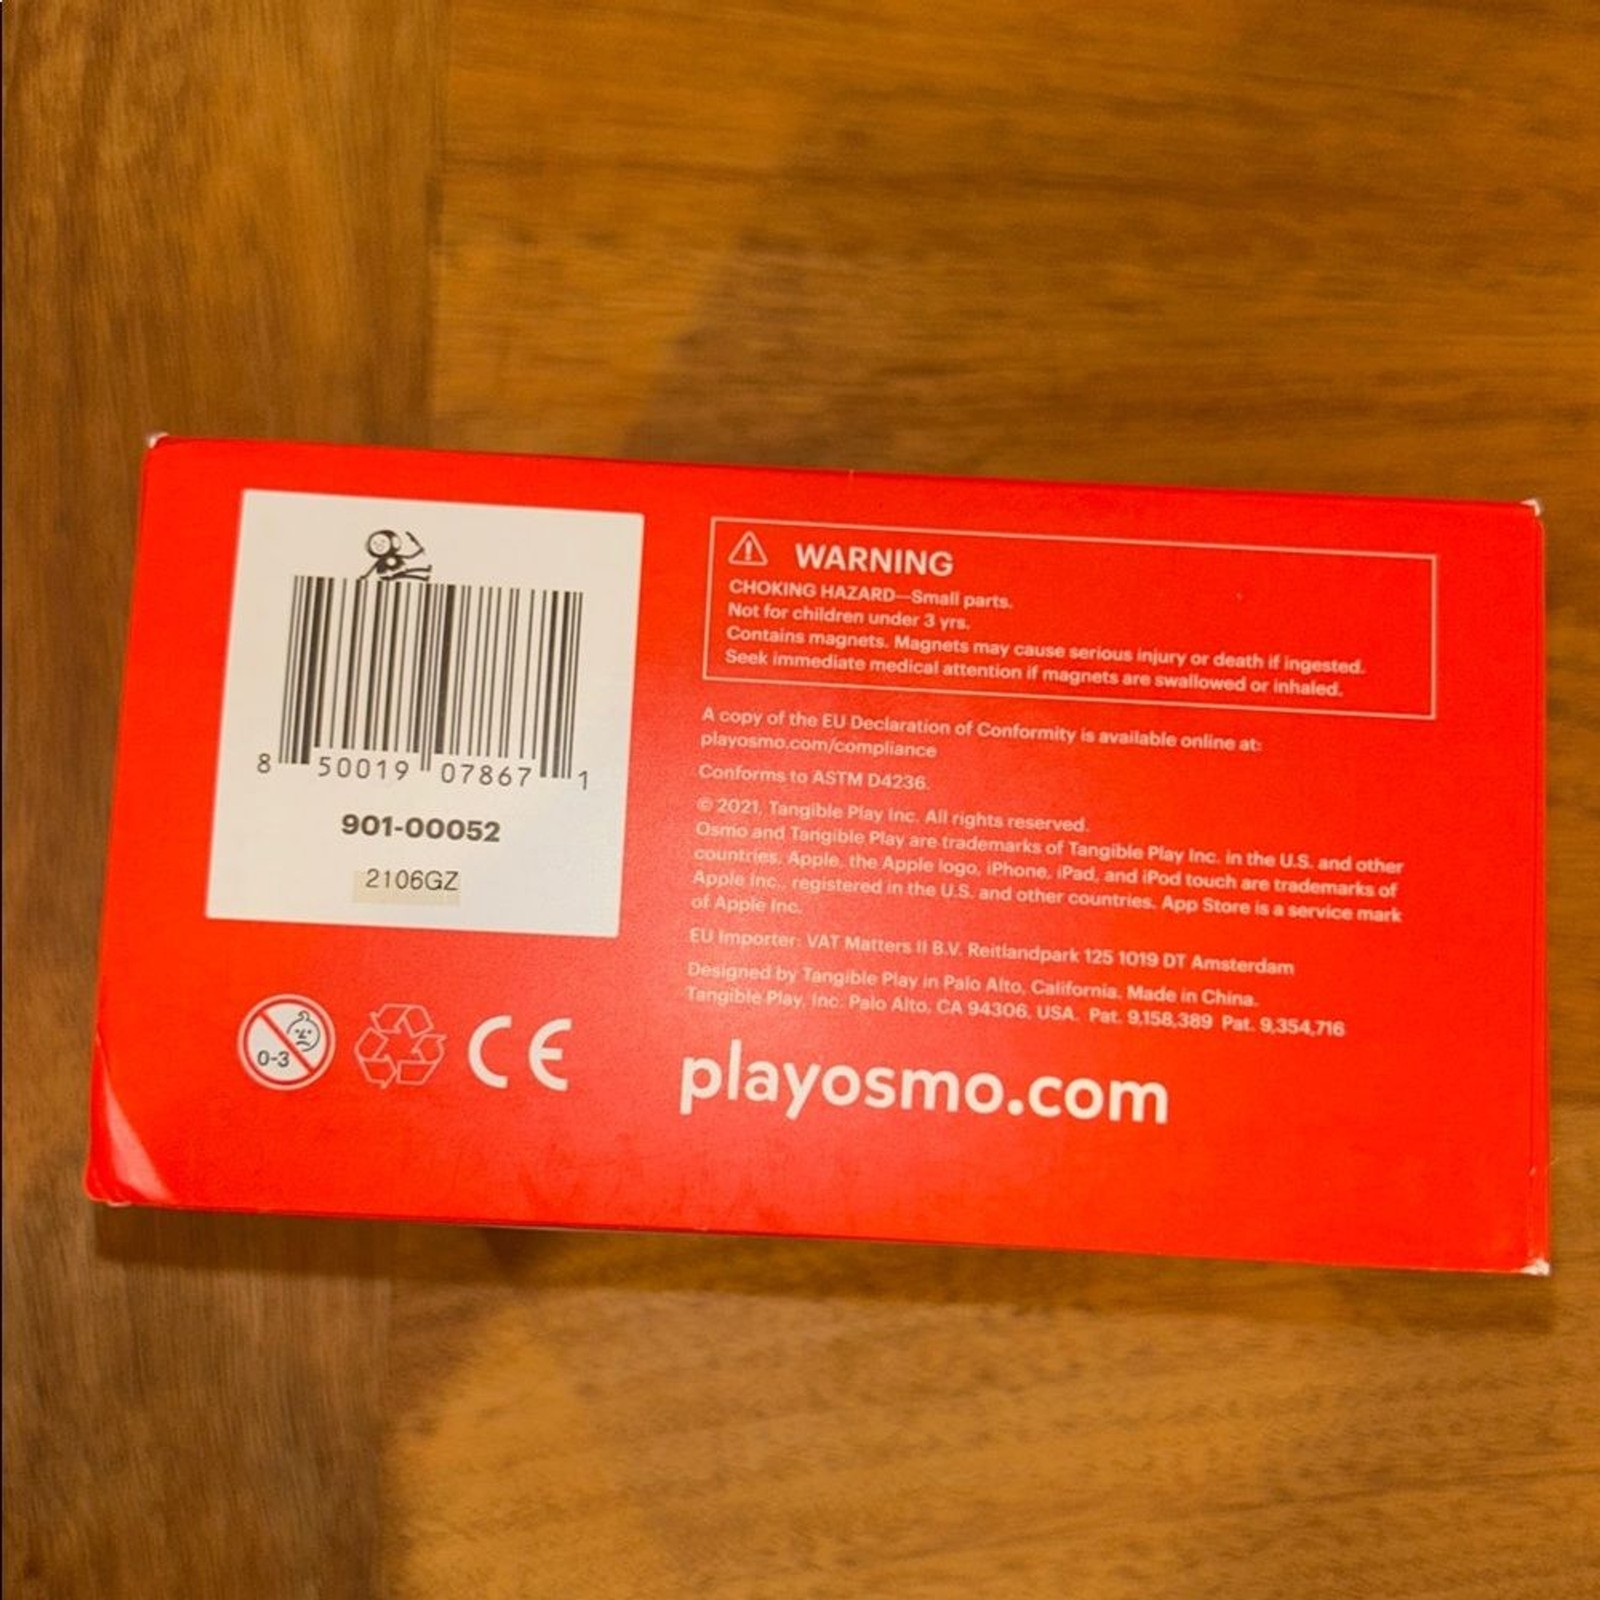 8 50019 07867 1
901-00052
2106GZ
0-3
CE
WARNING
CHOKING HAZARD—Small parts.
Not for children under 3 yrs.
Contains magnets. Magnets may cause serious injury or death if ingested.
Seek immediate medical attention if magnets are swallowed or inhaled.
A copy of the EU Declaration of Conformity is available online at:
playosmo.com/compliance
Conforms to ASTM D4236.
© 2021, Tangible Play Inc. All rights reserved.
Osmo and Tangible Play are trademarks of Tangible Play Inc. in the U.S. and other
countries. Apple, the Apple logo, iPhone, iPad, and iPod touch are trademarks of
Apple Inc., registered in the U.S. and other countries. App Store is a service mark
of Apple Inc.
EU Importer: VAT Matters II B.V. Reitlandpark 125 1019 DT Amsterdam
Designed by Tangible Play in Palo Alto, California. Made in China.
Tangible Play, Inc. Palo Alto, CA 94306, USA. Pat. 9,158,389 Pat. 9,354,716
playosmo.com